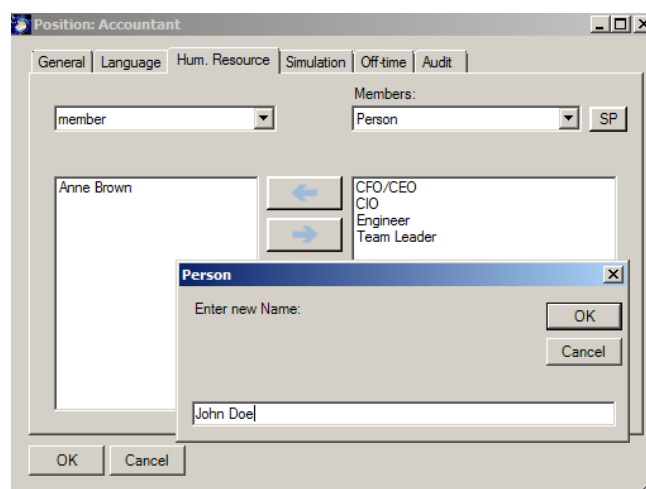 Position: Accountant
General Language Hum. Resource Simulation Off-time Audit
Members:
member Person SP
Anne Brown
CFO/CEO
CIO
Engineer
Team Leader
Person
Enter new Name:
OK
Cancel
John Doe
OK Cancel